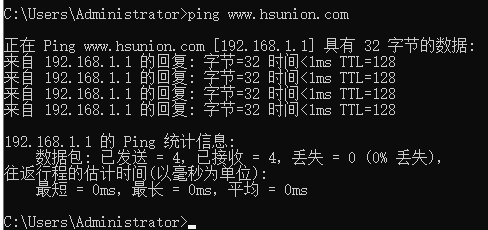 C:\Users\Administrator>ping www.hsunion.com
正在 Ping www.hsunion.com [192.168.1.1] 具有 32 字节的数据:
来自 192.168.1.1 的回复: 字节=32 时间<1ms TTL=128
来自 192.168.1.1 的回复: 字节=32 时间<1ms TTL=128
来自 192.168.1.1 的回复: 字节=32 时间<1ms TTL=128
来自 192.168.1.1 的回复: 字节=32 时间<1ms TTL=128
192.168.1.1 的 Ping 统计信息:
数据包: 已发送 = 4，已接收 = 4，丢失 = 0 (0% 丢失)，
往返行程的估计时间(以毫秒为单位):
最短 = 0ms，最长 = 0ms，平均 = 0ms
C:\Users\Administrator>